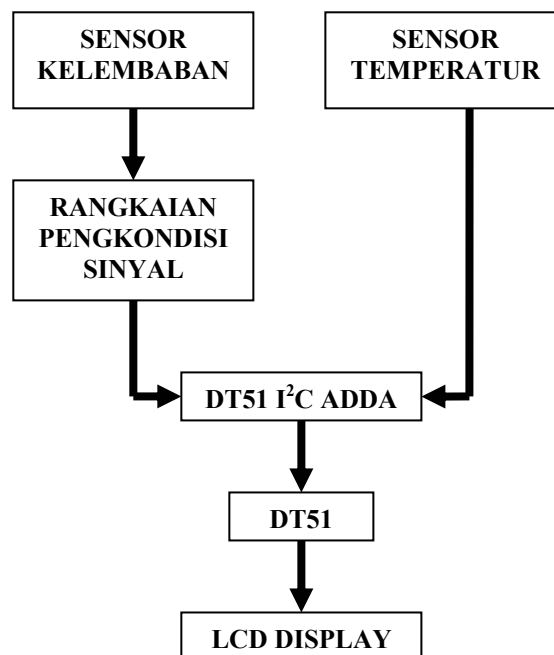 SENSOR
KELEMBABAN
SENSOR
TEMPERATUR
RANGKAIAN
PENGKONDISI
SINYAL
DT51 I²C ADDA
DT51
LCD DISPLAY